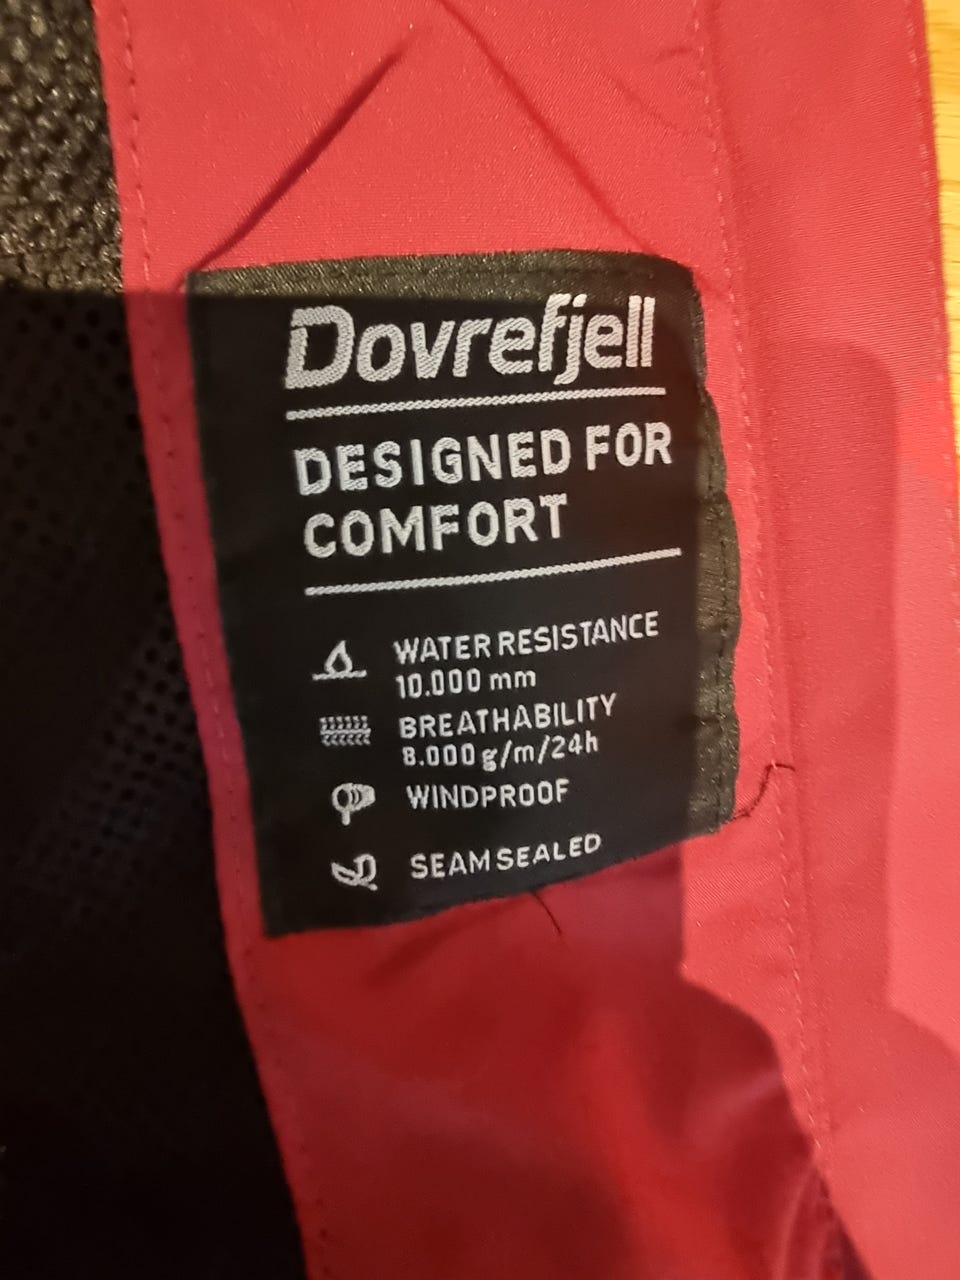 Dovrefjell
DESIGNED FOR
COMFORT
WATER RESISTANCE
10.000 mm
BREATHABILITY
8.000 g/m/24h
WINDPROOF
SEAM SEALED